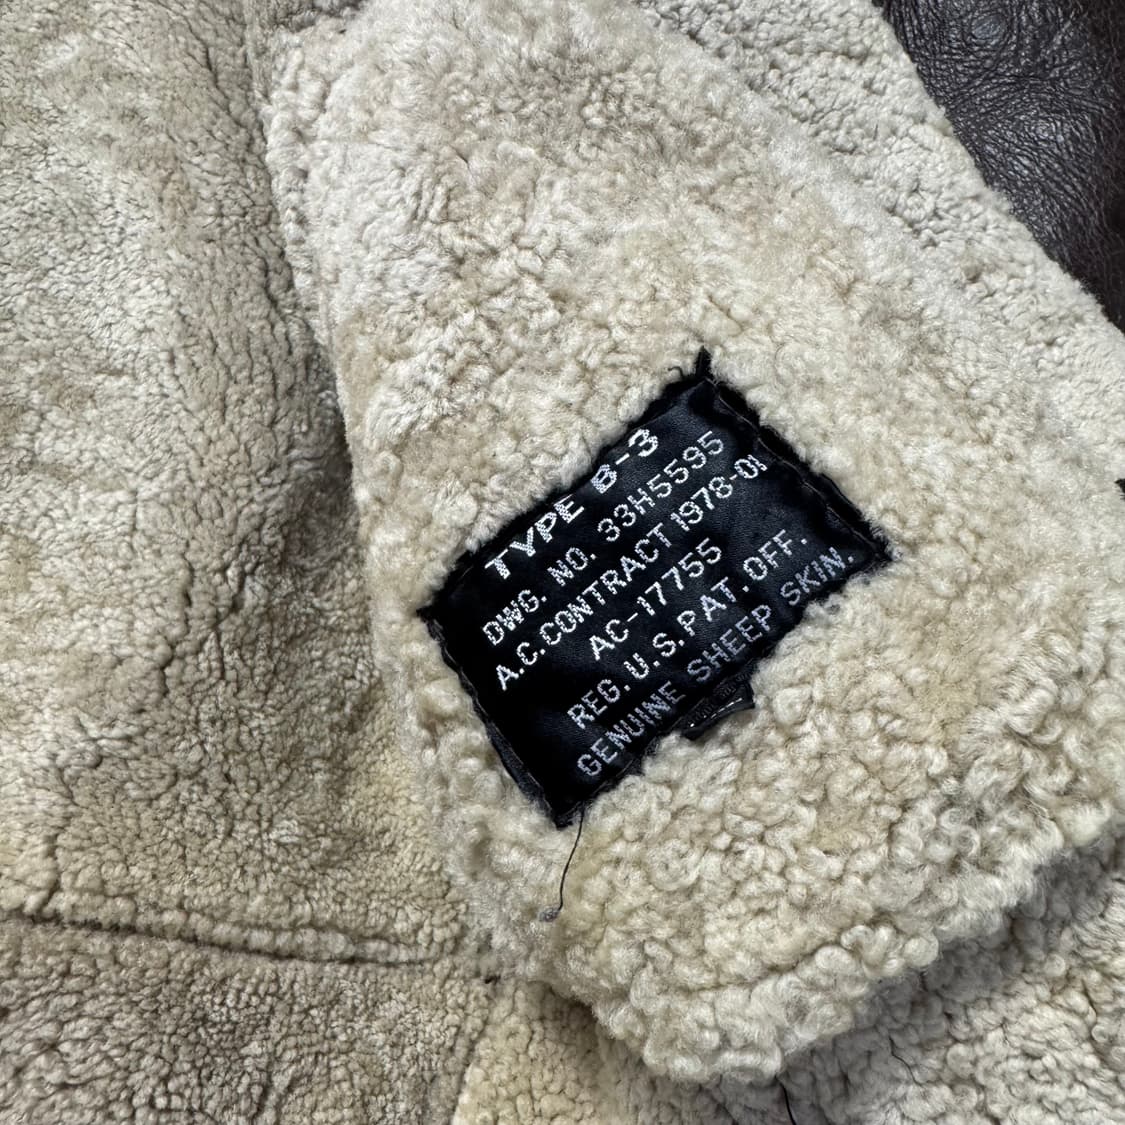 TYPE B-3
DWG. NO. 33H5595
A.C. CONTRACT 1978-01
AC-17755
REG. U.S. PAT. OFF.
GENUINE SHEEP SKIN.